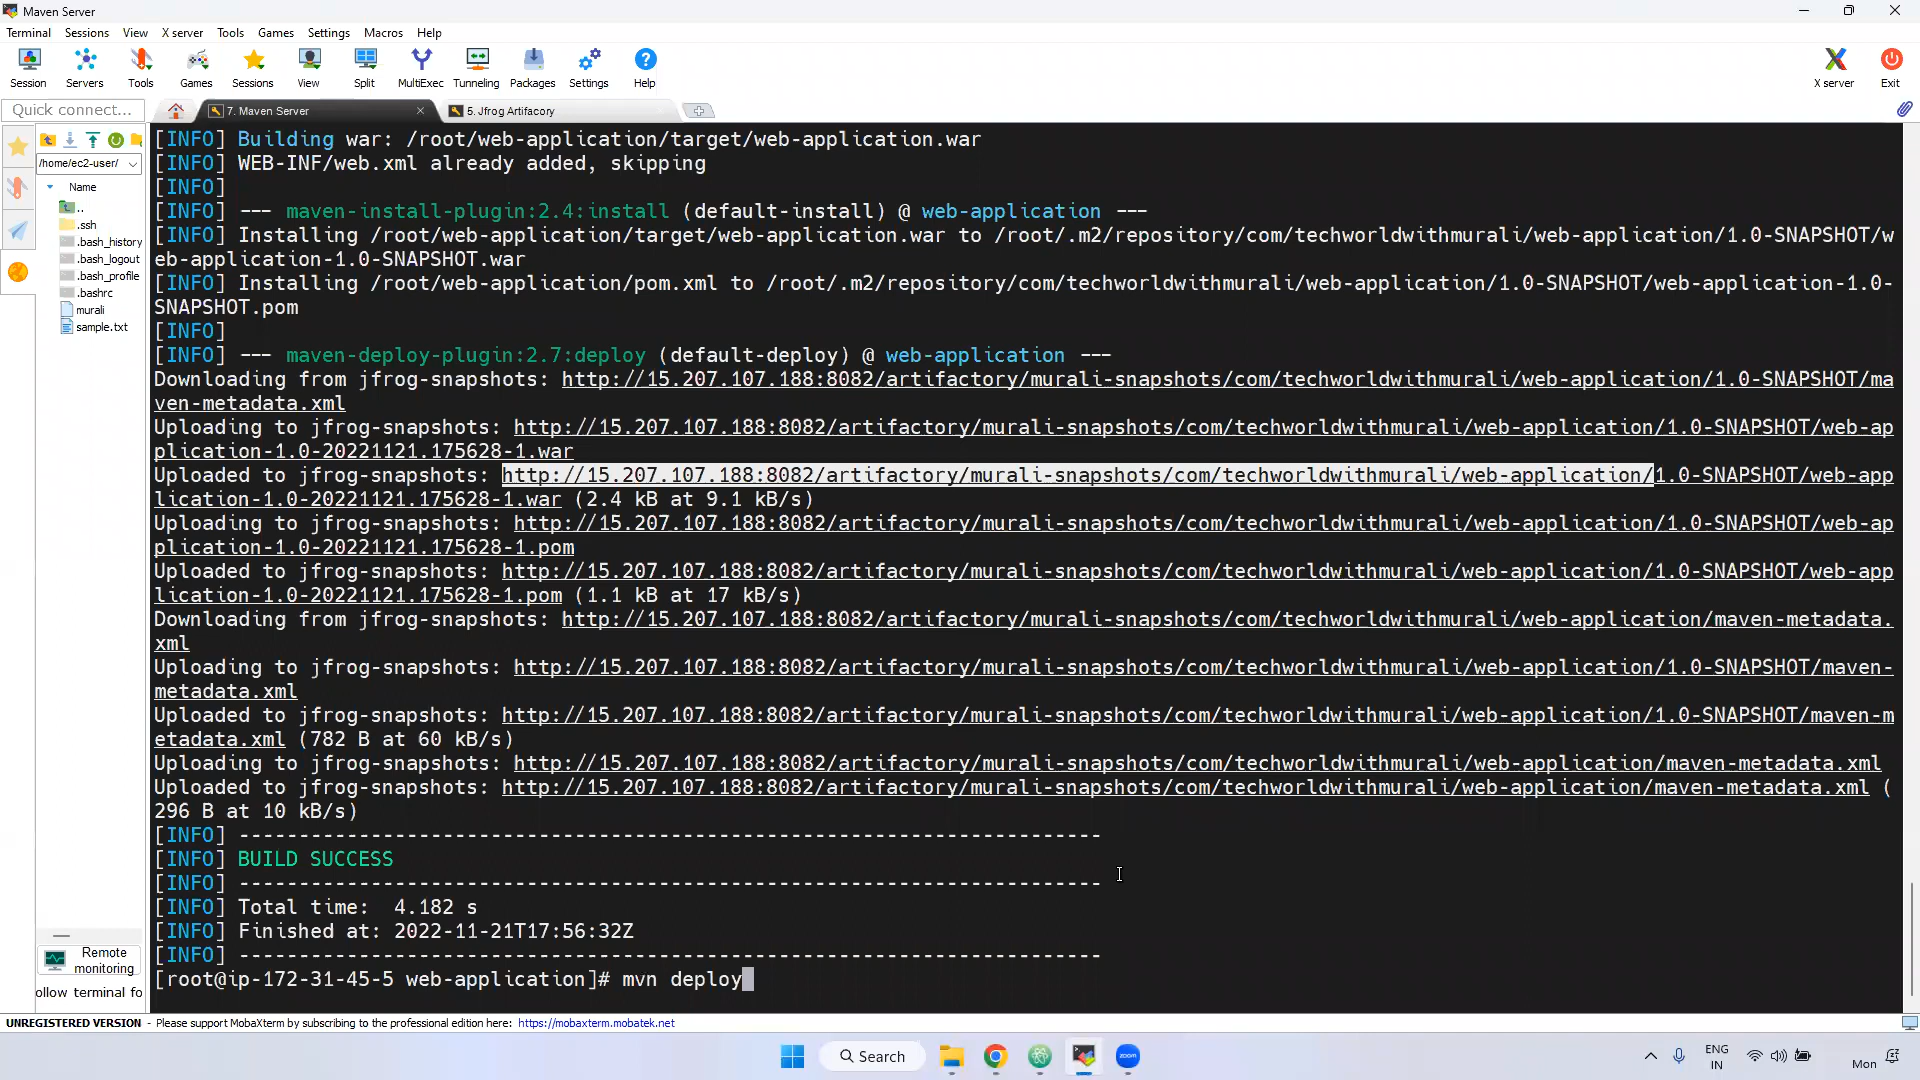 Maven Server
Terminal Sessions View X server Tools Games Settings Macros Help
Session Servers Tools Games Sessions View Split MultiExec Tunneling Packages Settings Help X server Exit
Quick connect... 7. Maven Server 5. Jfrog Artifacory
/home/ec2-user/
Name
..
.ssh
.bash_history
.bash_logout
.bash_profile
.bashrc
murali
sample.txt
Remote
monitoring
ollow terminal fo
[INFO] Building war: /root/web-application/target/web-application.war
[INFO] WEB-INF/web.xml already added, skipping
[INFO]
[INFO] --- maven-install-plugin:2.4:install (default-install) @ web-application ---
[INFO] Installing /root/web-application/target/web-application.war to /root/.m2/repository/com/techworldwithmurali/web-application/1.0-SNAPSHOT/w
eb-application-1.0-SNAPSHOT.war
[INFO] Installing /root/web-application/pom.xml to /root/.m2/repository/com/techworldwithmurali/web-application/1.0-SNAPSHOT/web-application-1.0-
SNAPSHOT.pom
[INFO]
[INFO] --- maven-deploy-plugin:2.7:deploy (default-deploy) @ web-application ---
Downloading from jfrog-snapshots: http://15.207.107.188:8082/artifactory/murali-snapshots/com/techworldwithmurali/web-application/1.0-SNAPSHOT/ma
ven-metadata.xml
Uploading to jfrog-snapshots: http://15.207.107.188:8082/artifactory/murali-snapshots/com/techworldwithmurali/web-application/1.0-SNAPSHOT/web-ap
plication-1.0-20221121.175628-1.war
Uploaded to jfrog-snapshots: http://15.207.107.188:8082/artifactory/murali-snapshots/com/techworldwithmurali/web-application/1.0-SNAPSHOT/web-app
lication-1.0-20221121.175628-1.war (2.4 kB at 9.1 kB/s)
Uploading to jfrog-snapshots: http://15.207.107.188:8082/artifactory/murali-snapshots/com/techworldwithmurali/web-application/1.0-SNAPSHOT/web-ap
plication-1.0-20221121.175628-1.pom
Uploaded to jfrog-snapshots: http://15.207.107.188:8082/artifactory/murali-snapshots/com/techworldwithmurali/web-application/1.0-SNAPSHOT/web-app
lication-1.0-20221121.175628-1.pom (1.1 kB at 17 kB/s)
Downloading from jfrog-snapshots: http://15.207.107.188:8082/artifactory/murali-snapshots/com/techworldwithmurali/web-application/maven-metadata.
xml
Uploading to jfrog-snapshots: http://15.207.107.188:8082/artifactory/murali-snapshots/com/techworldwithmurali/web-application/1.0-SNAPSHOT/maven-
metadata.xml
Uploaded to jfrog-snapshots: http://15.207.107.188:8082/artifactory/murali-snapshots/com/techworldwithmurali/web-application/1.0-SNAPSHOT/maven-m
etadata.xml (782 B at 60 kB/s)
Uploading to jfrog-snapshots: http://15.207.107.188:8082/artifactory/murali-snapshots/com/techworldwithmurali/web-application/maven-metadata.xml
Uploaded to jfrog-snapshots: http://15.207.107.188:8082/artifactory/murali-snapshots/com/techworldwithmurali/web-application/maven-metadata.xml (
296 B at 10 kB/s)
[INFO] ------------------------------------------------------------------------
[INFO] BUILD SUCCESS
[INFO] ------------------------------------------------------------------------
[INFO] Total time:  4.182 s
[INFO] Finished at: 2022-11-21T17:56:32Z
[INFO] ------------------------------------------------------------------------
[root@ip-172-31-45-5 web-application]# mvn deploy
UNREGISTERED VERSION - Please support MobaXterm by subscribing to the professional edition here: https://mobaxterm.mobatek.net
Search zoom ENG
IN
Mon